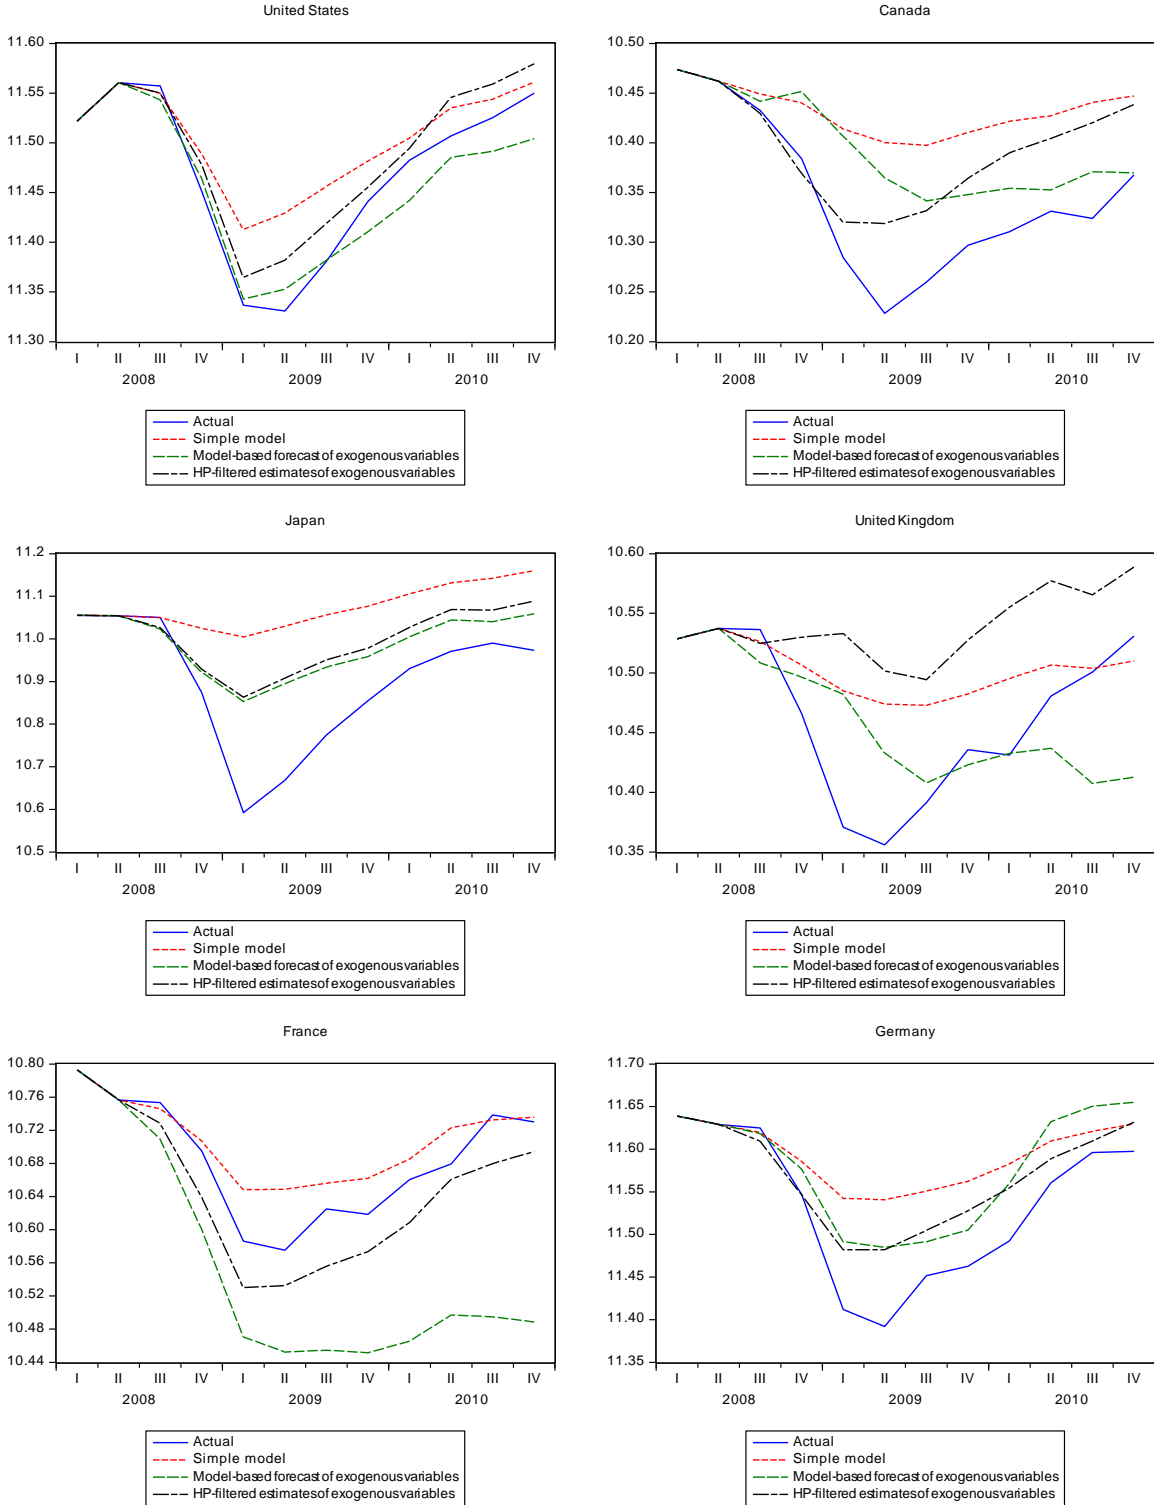 United States
11.60
11.55
11.50
11.45
11.40
11.35
11.30
I II III IV I II III IV I II III IV
2008 2009 2010
Actual
Simple model
Model-based forecast of exogenous variables
HP-filtered estimates of exogenous variables
Canada
10.50
10.45
10.40
10.35
10.30
10.25
10.20
I II III IV I II III IV I II III IV
2008 2009 2010
Actual
Simple model
Model-based forecast of exogenous variables
HP-filtered estimates of exogenous variables
Japan
11.2
11.1
11.0
10.9
10.8
10.7
10.6
10.5
I II III IV I II III IV I II III IV
2008 2009 2010
Actual
Simple model
Model-based forecast of exogenous variables
HP-filtered estimates of exogenous variables
United Kingdom
10.60
10.55
10.50
10.45
10.40
10.35
I II III IV I II III IV I II III IV
2008 2009 2010
Actual
Simple model
Model-based forecast of exogenous variables
HP-filtered estimates of exogenous variables
France
10.80
10.76
10.72
10.68
10.64
10.60
10.56
10.52
10.48
10.44
I II III IV I II III IV I II III IV
2008 2009 2010
Actual
Simple model
Model-based forecast of exogenous variables
HP-filtered estimates of exogenous variables
Germany
11.70
11.65
11.60
11.55
11.50
11.45
11.40
11.35
I II III IV I II III IV I II III IV
2008 2009 2010
Actual
Simple model
Model-based forecast of exogenous variables
HP-filtered estimates of exogenous variables